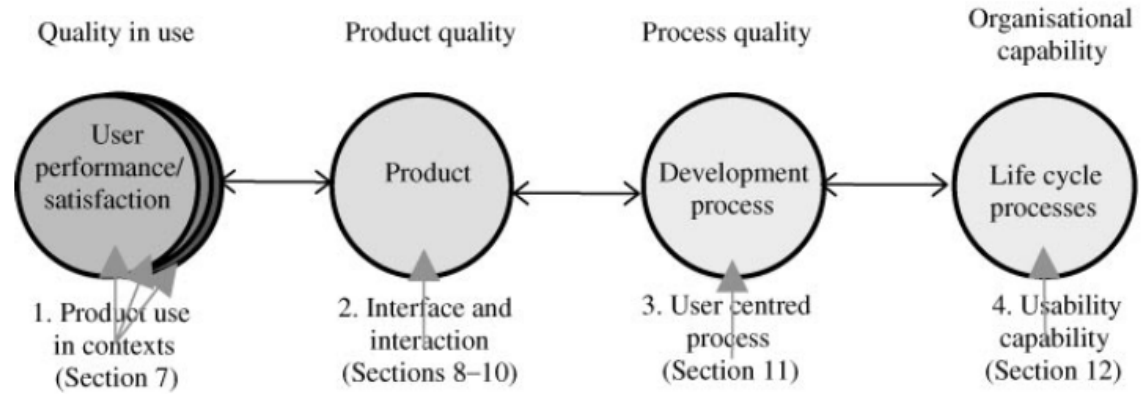 Quality in use
Product quality
Process quality
Organisational
capability
User
performance/
satisfaction
Product
Development
process
Life cycle
processes
1. Product use
in contexts
(Section 7)
2. Interface and
interaction
(Sections 8–10)
3. User centred
process
(Section 11)
4. Usability
capability
(Section 12)